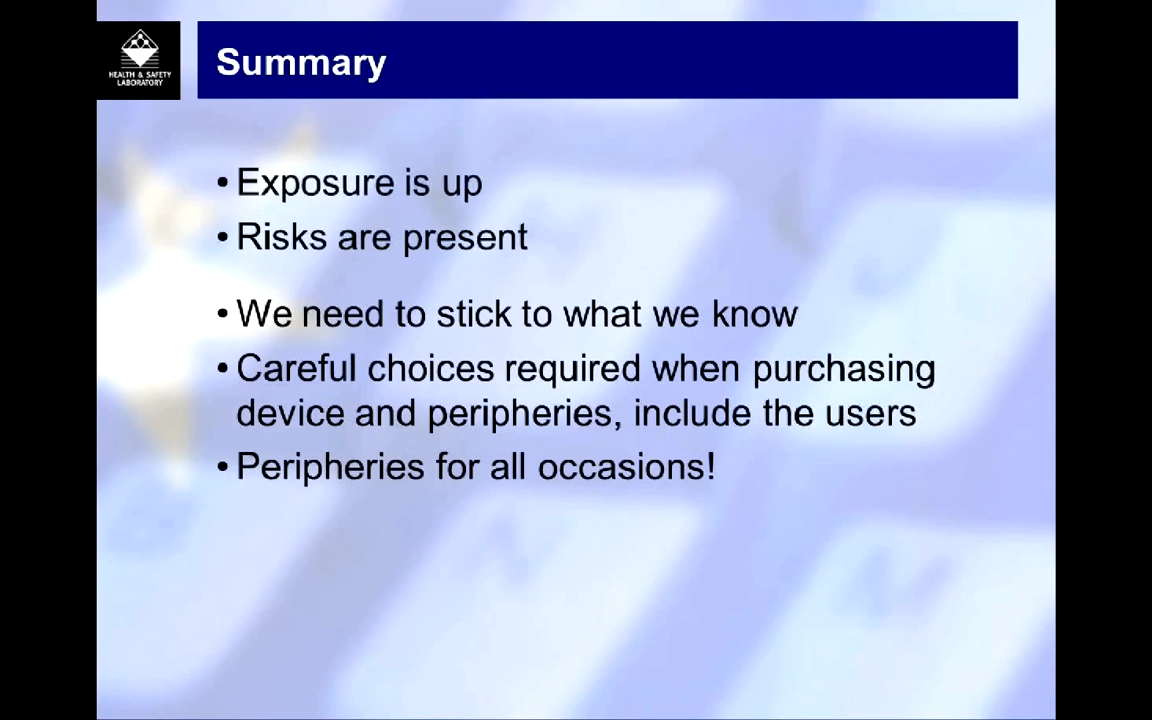 HEALTH & SAFETY
LABORATORY
Summary
• Exposure is up
• Risks are present
• We need to stick to what we know
• Careful choices required when purchasing
device and peripheries, include the users
• Peripheries for all occasions!